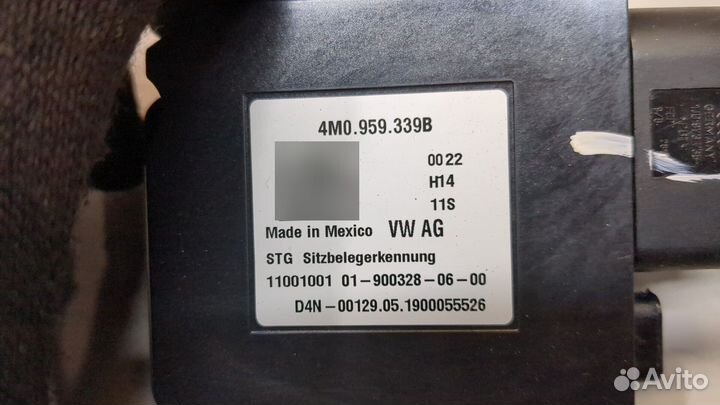 4M0.959.339B
0022
H14
11S
Made in Mexico VW AG
STG Sitzbelegerkennung
11001001 01-900328-06-00
D4N-00129.05.1900055526
Avito